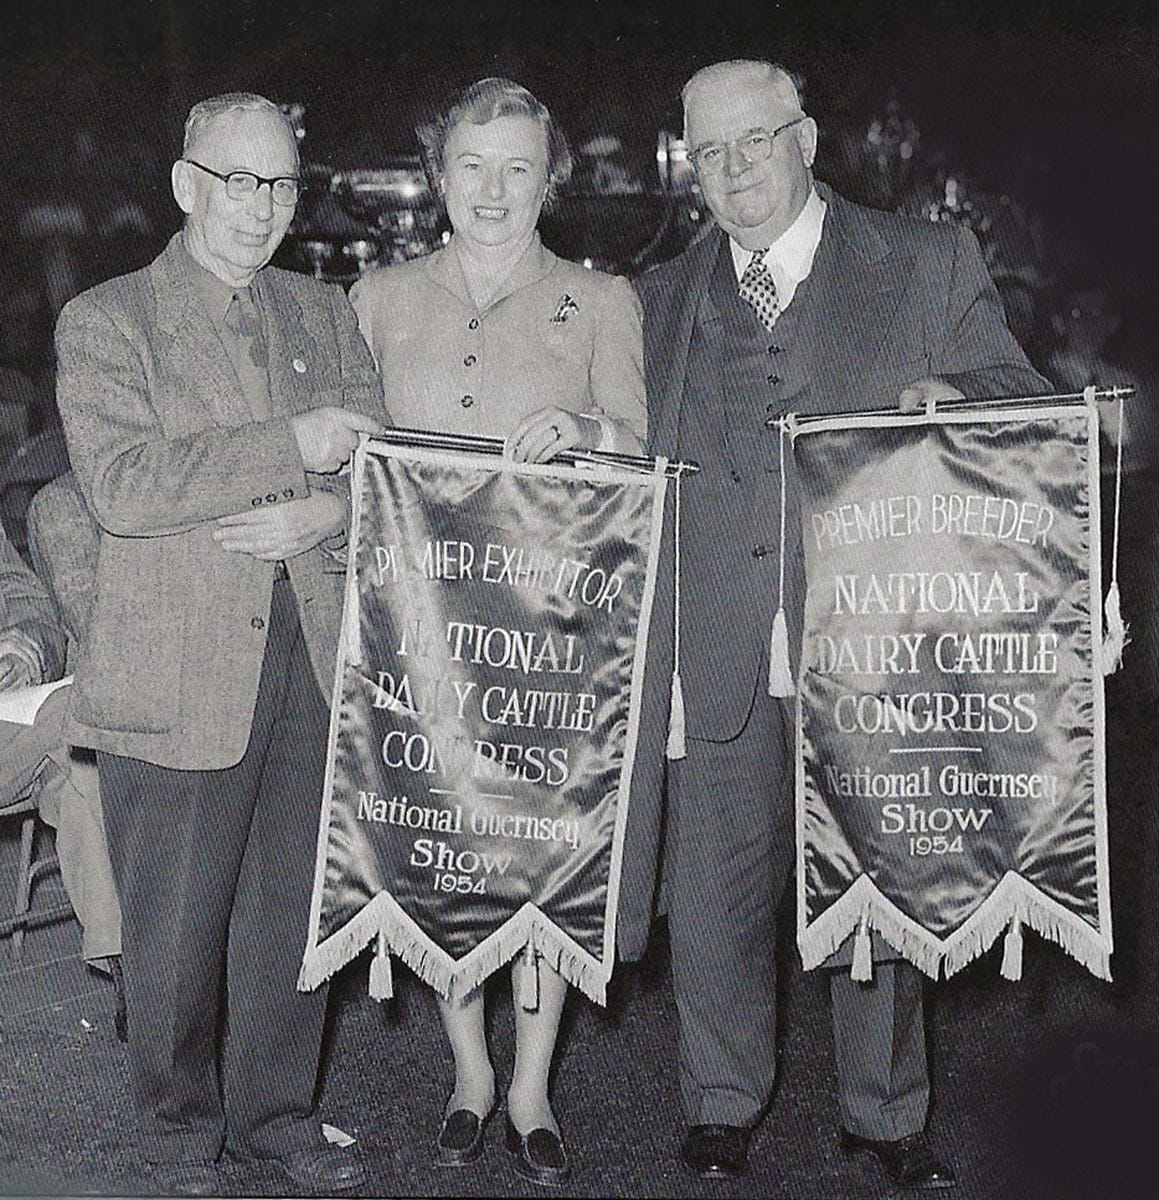 PREMIER EXHIBITOR
NATIONAL
DAIRY CATTLE
CONGRESS
National Guernsey
Show
1954
PREMIER BREEDER
NATIONAL
DAIRY CATTLE
CONGRESS
National Guernsey
Show
1954